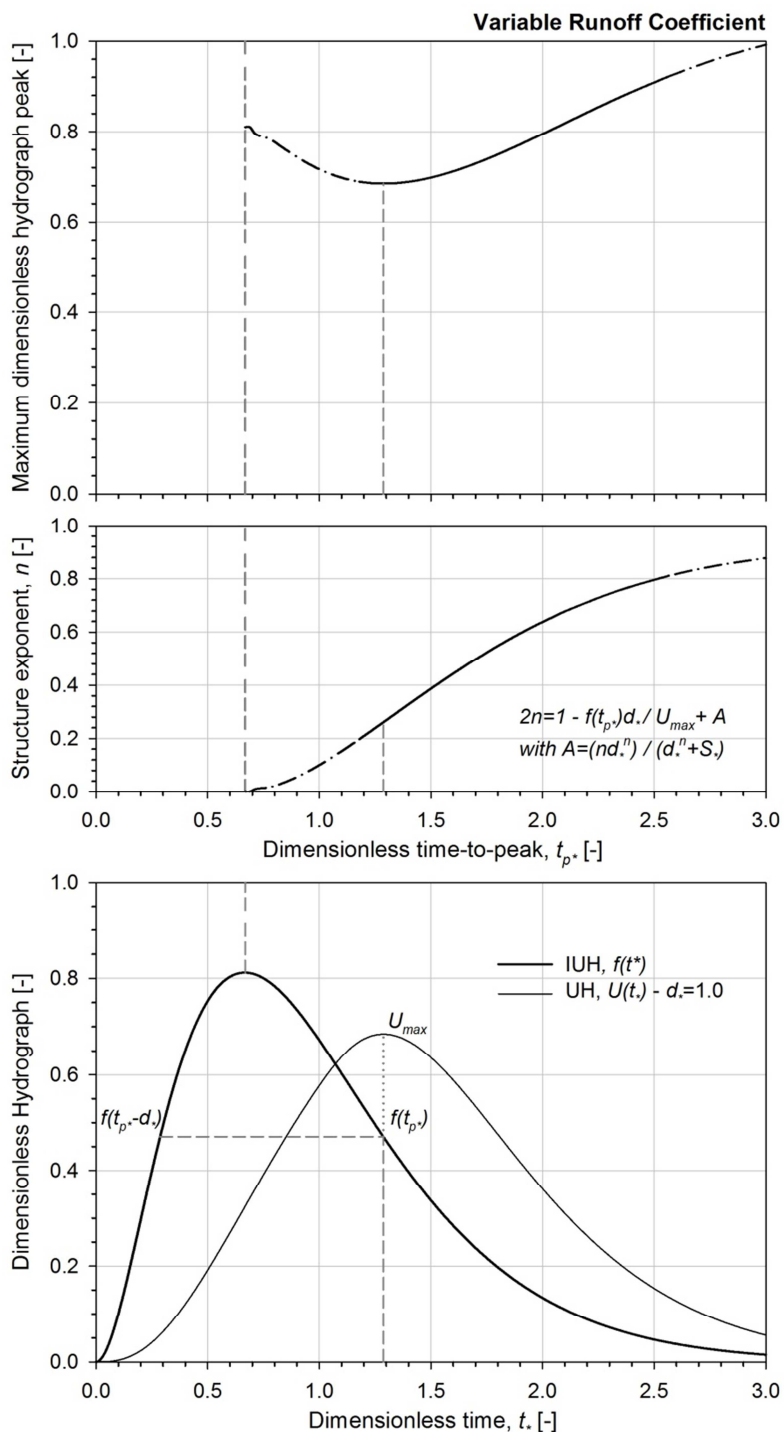 Variable Runoff Coefficient
Maximum dimensionless hydrograph peak [-]
1.0
0.8
0.6
0.4
0.2
0.0
Structure exponent, n [-]
1.0
0.8
0.6
0.4
0.2
0.0
2n=1 - f(tp*)d*/ Umax+ A
with A=(nd*^n) / (d*^n+S*)
0.0 0.5 1.0 1.5 2.0 2.5 3.0
Dimensionless time-to-peak, tp* [-]
Dimensionless Hydrograph [-]
1.0
0.8
0.6
0.4
0.2
0.0
IUH, f(t*)
UH, U(t*) - d*=1.0
Umax
f(tp*-d*)
f(tp*)
0.0 0.5 1.0 1.5 2.0 2.5 3.0
Dimensionless time, t* [-]